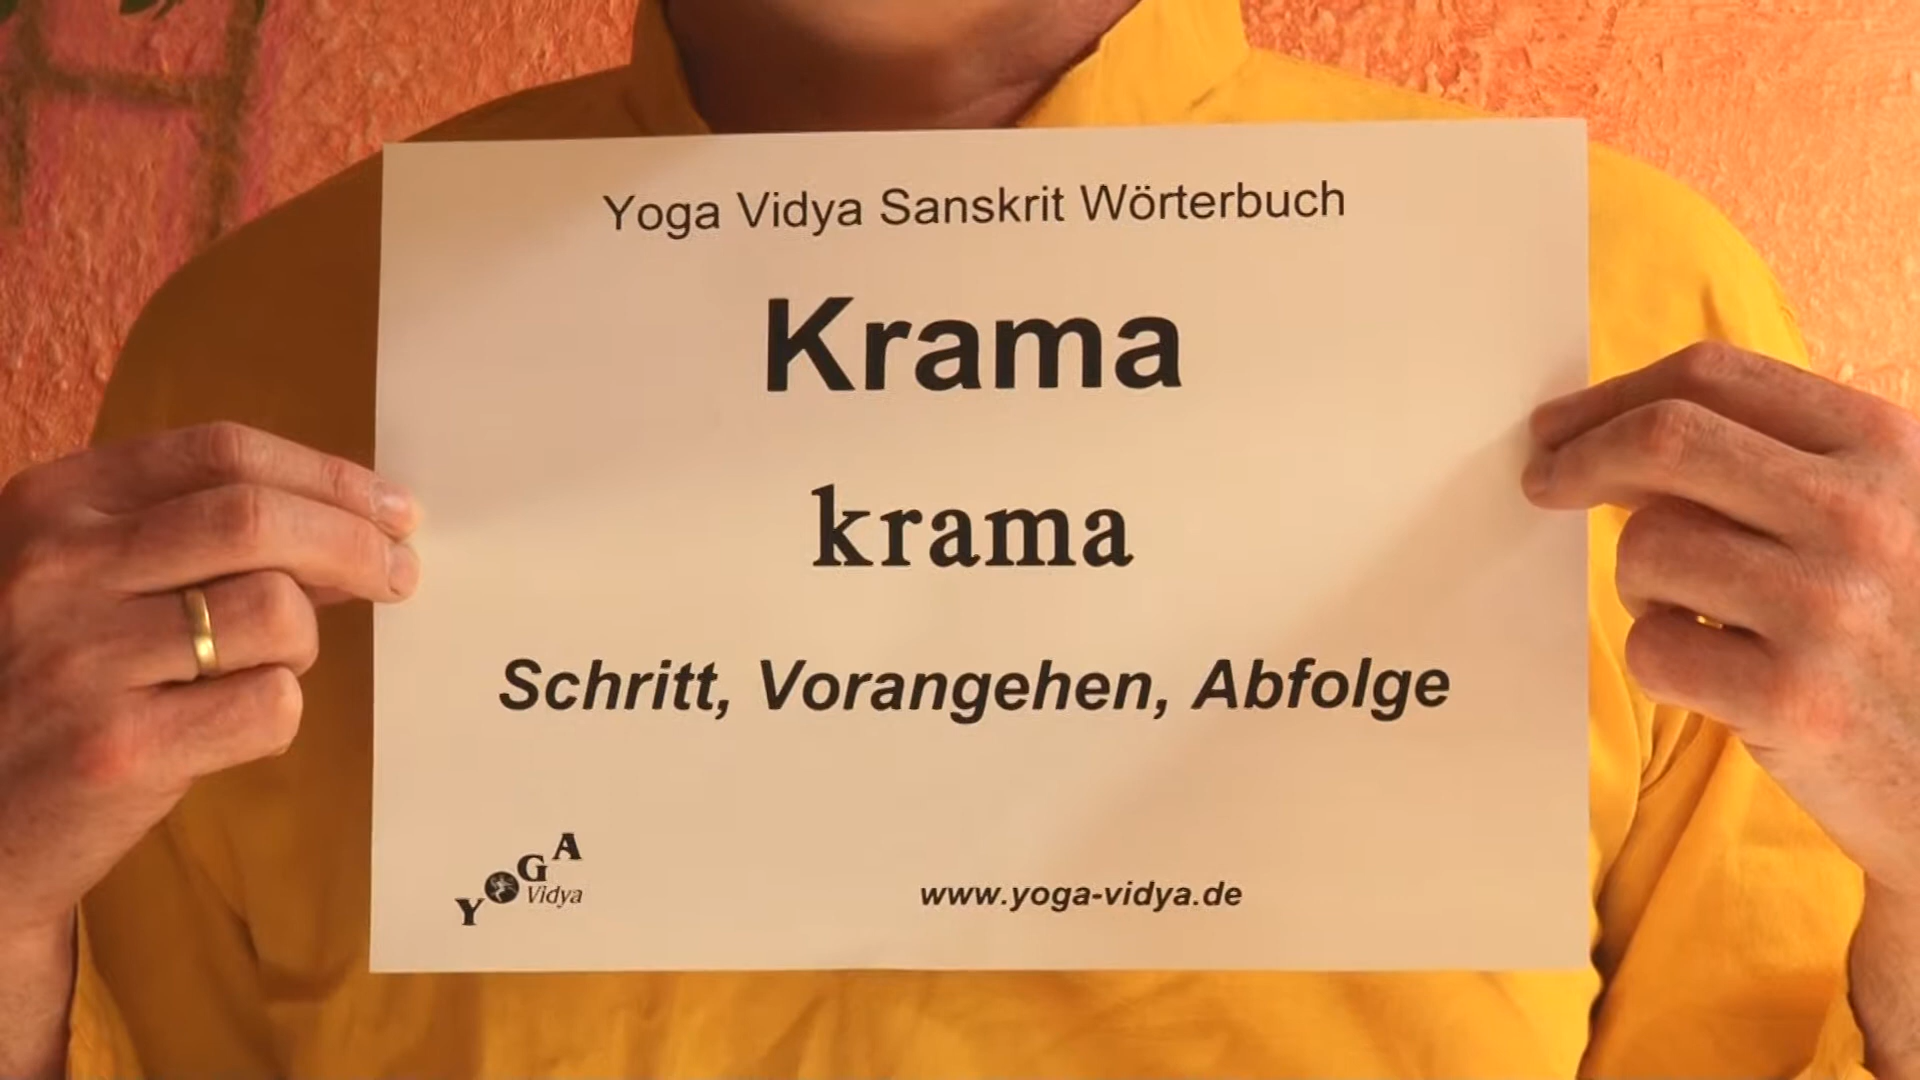 Yoga Vidya Sanskrit Wörterbuch
Krama
krama
Schritt, Vorangehen, Abfolge
YOGA
Vidya
www.yoga-vidya.de